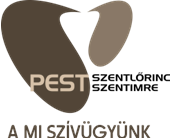 PEST SZENTLŐRINC
SZENTIMRE
A MI SZÍVÜGYÜNK